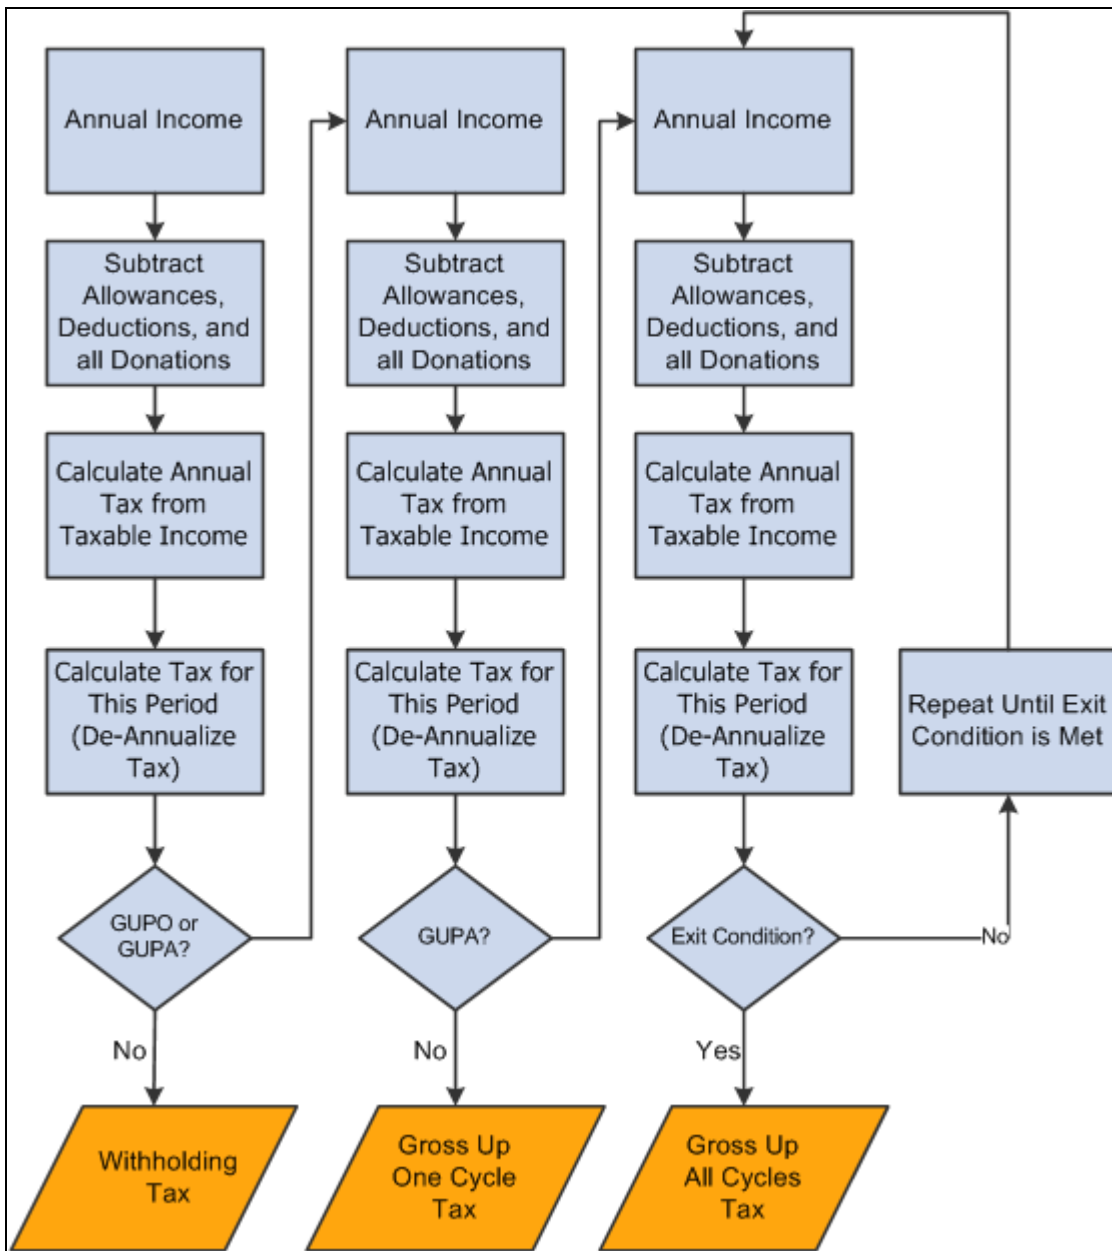 Annual Income
Subtract
Allowances,
Deductions, and
all Donations
Calculate Annual
Tax from
Taxable Income
Calculate Tax for
This Period
(De-Annualize
Tax)
GUPO or
GUPA?
No
Withholding
Tax
Annual Income
Subtract
Allowances,
Deductions, and
all Donations
Calculate Annual
Tax from
Taxable Income
Calculate Tax for
This Period
(De-Annualize
Tax)
GUPA?
No
Gross Up
One Cycle
Tax
Annual Income
Subtract
Allowances,
Deductions, and
all Donations
Calculate Annual
Tax from
Taxable Income
Calculate Tax for
This Period
(De-Annualize
Tax)
Exit Condition?
No
Repeat Until Exit
Condition is Met
Yes
Gross Up
All Cycles
Tax